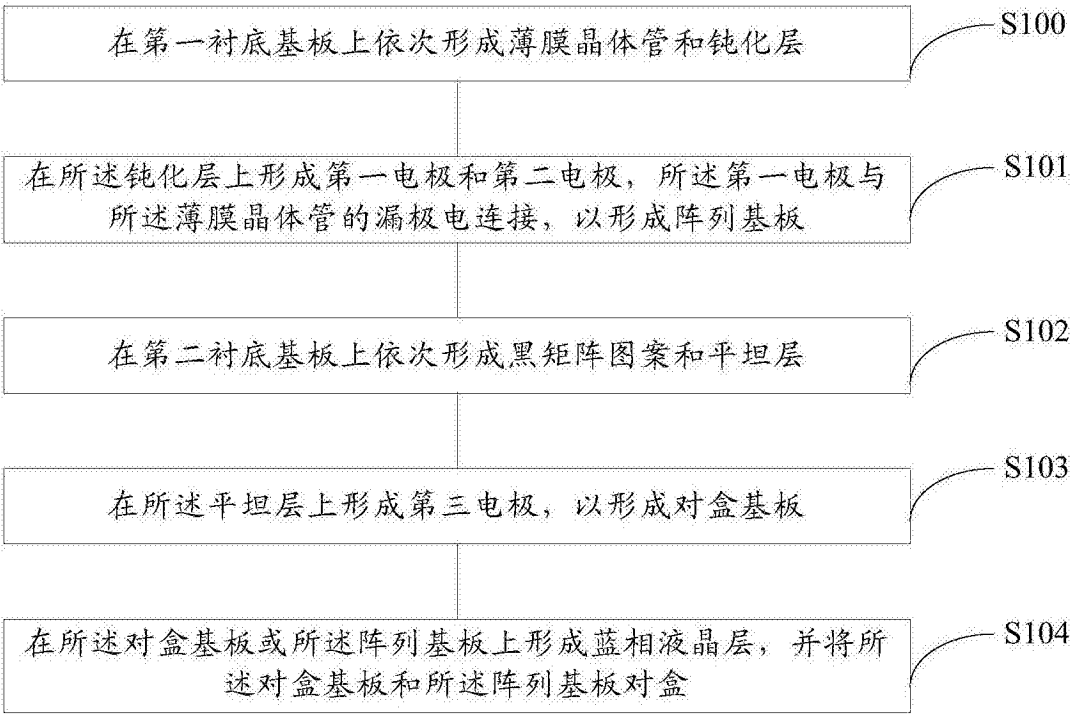 在第一衬底基板上依次形成薄膜晶体管和钝化层
S100
在所述钝化层上形成第一电极和第二电极，所述第一电极与
所述薄膜晶体管的漏极电连接，以形成阵列基板
S101
在第二衬底基板上依次形成黑矩阵图案和平坦层
S102
在所述平坦层上形成第三电极，以形成对盒基板
S103
在所述对盒基板或所述阵列基板上形成蓝相液晶层，并将所
述对盒基板和所述阵列基板对盒
S104